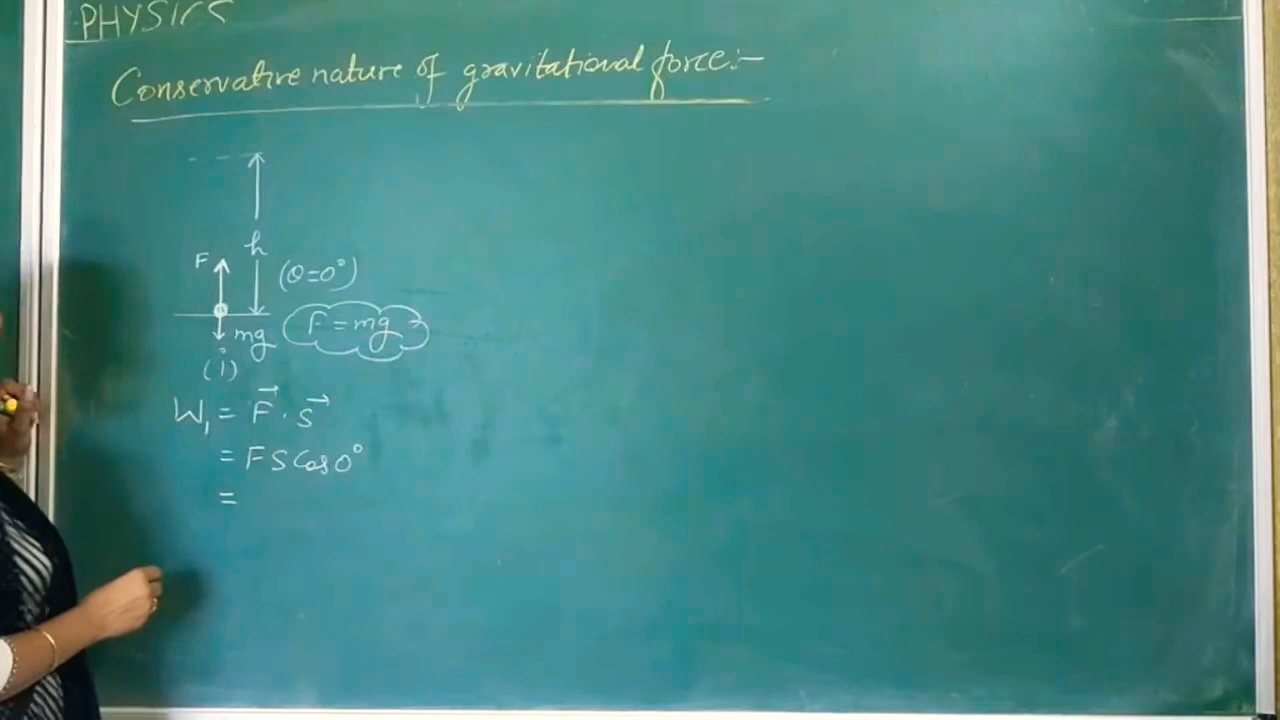 PHYSICS
Conservative nature of gravitational force:-
h
F
(θ=0°)
mg
F = mg
(i)
W₁ = F⃗ · s⃗
= F S Cos 0°
=